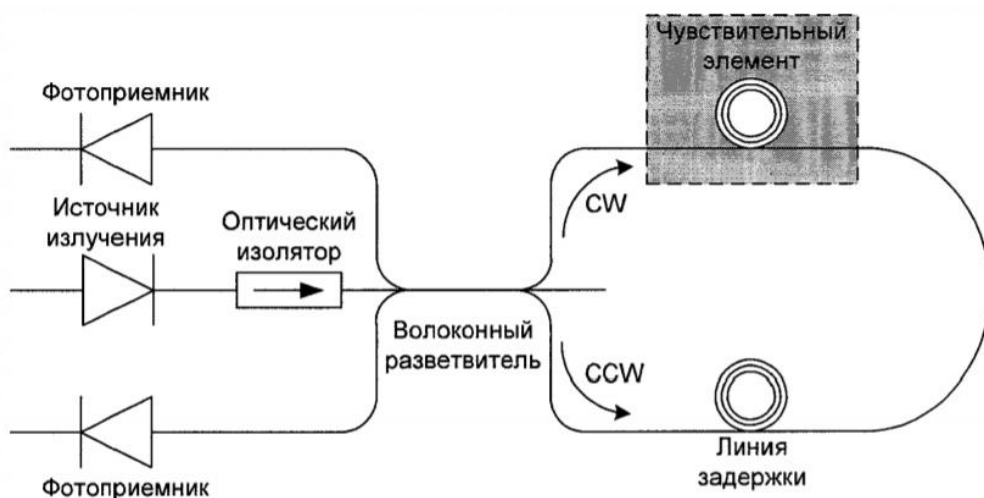 Чувствительный
элемент
Фотоприемник
CW
Источник
излучения
Оптический
изолятор
Волоконный
разветвитель
CCW
Линия
задержки
Фотоприемник